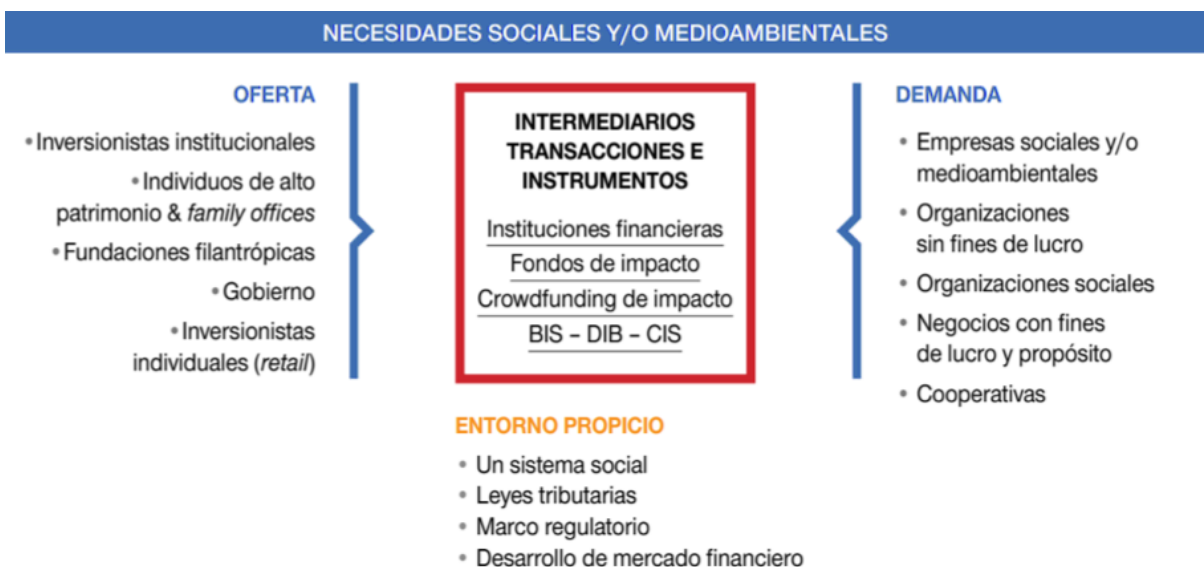 NECESIDADES SOCIALES Y/O MEDIOAMBIENTALES
OFERTA
• Inversionistas institucionales
• Individuos de alto
patrimonio & family offices
• Fundaciones filantrópicas
• Gobierno
• Inversionistas
individuales (retail)
INTERMEDIARIOS
TRANSACCIONES E
INSTRUMENTOS
Instituciones financieras
Fondos de impacto
Crowdfunding de impacto
BIS – DIB – CIS
DEMANDA
• Empresas sociales y/o
medioambientales
• Organizaciones
sin fines de lucro
• Organizaciones sociales
• Negocios con fines
de lucro y propósito
• Cooperativas
ENTORNO PROPICIO
• Un sistema social
• Leyes tributarias
• Marco regulatorio
• Desarrollo de mercado financiero